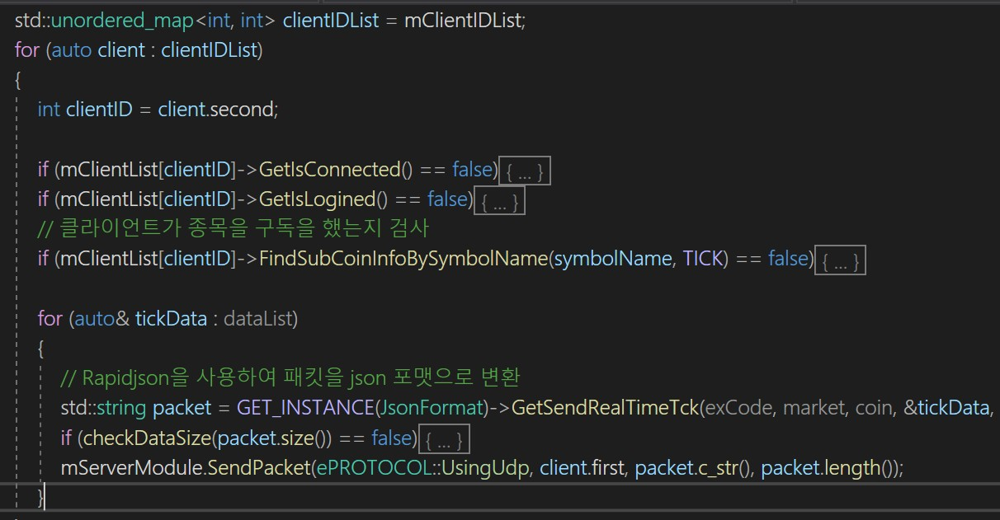 std::unordered_map<int, int> clientIDList = mClientIDList;
for (auto client : clientIDList)
{
int clientID = client.second;
if (mClientList[clientID]->GetIsConnected() == false){ ... }
if (mClientList[clientID]->GetIsLogined() == false){ ... }
// 클라이언트가 종목을 구독을 했는지 검사
if (mClientList[clientID]->FindSubCoinInfoBySymbolName(symbolName, TICK) == false){ ... }
for (auto& tickData : dataList)
{
// Rapidjson을 사용하여 패킷을 json 포맷으로 변환
std::string packet = GET_INSTANCE(JsonFormat)->GetSendRealTimeTck(exCode, market, coin, &tickData,
if (checkDataSize(packet.size()) == false){ ... }
mServerModule.SendPacket(ePROTOCOL::UsingUdp, client.first, packet.c_str(), packet.length());
}